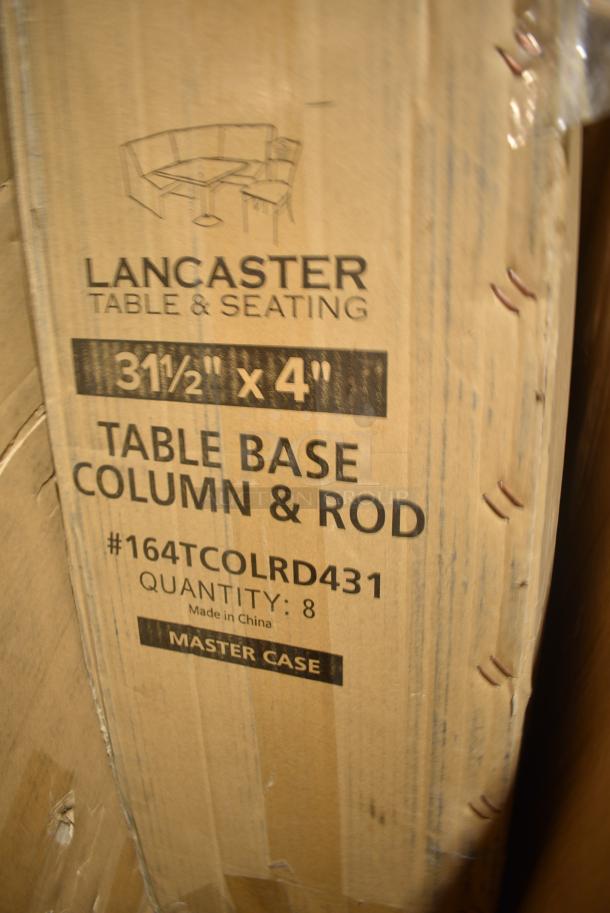 LANCASTER
TABLE & SEATING
31½" x 4"
TABLE BASE
COLUMN & ROD
#164TCOLRD431
QUANTITY: 8
Made in China
MASTER CASE